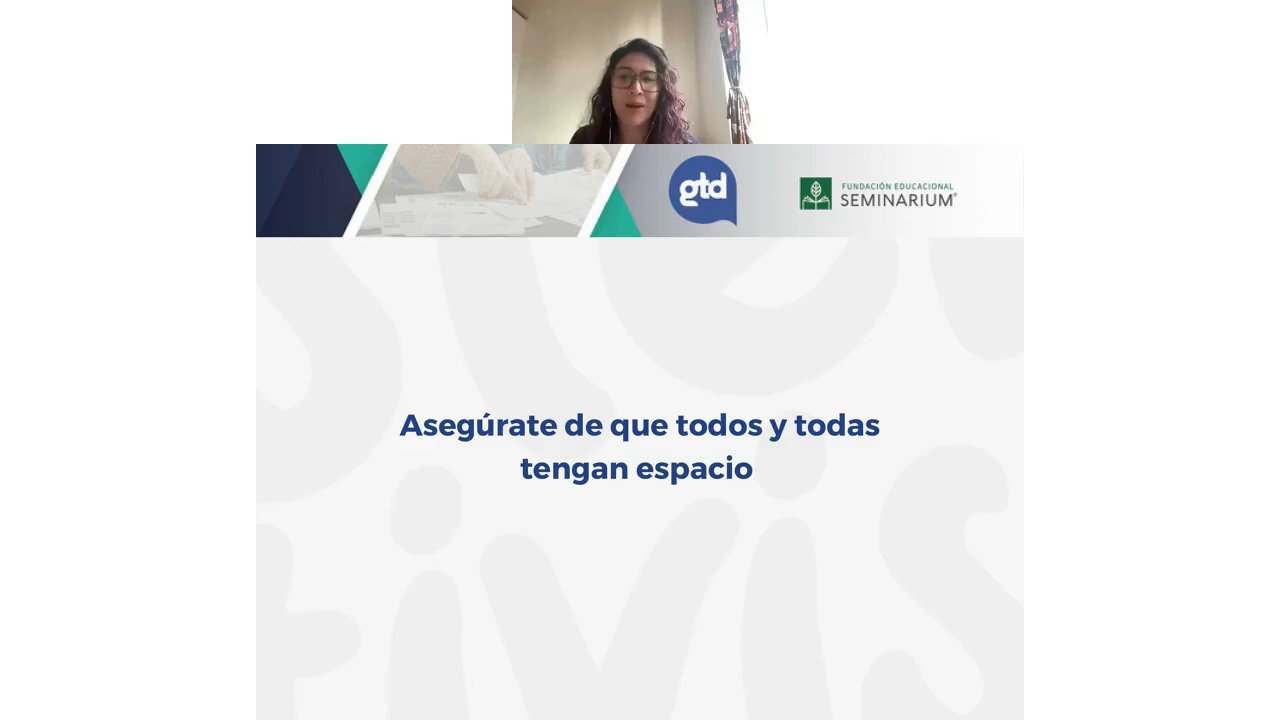 gtd
FUNDACIÓN EDUCACIONAL
SEMINARIUM®
Asegúrate de que todos y todas
tengan espacio